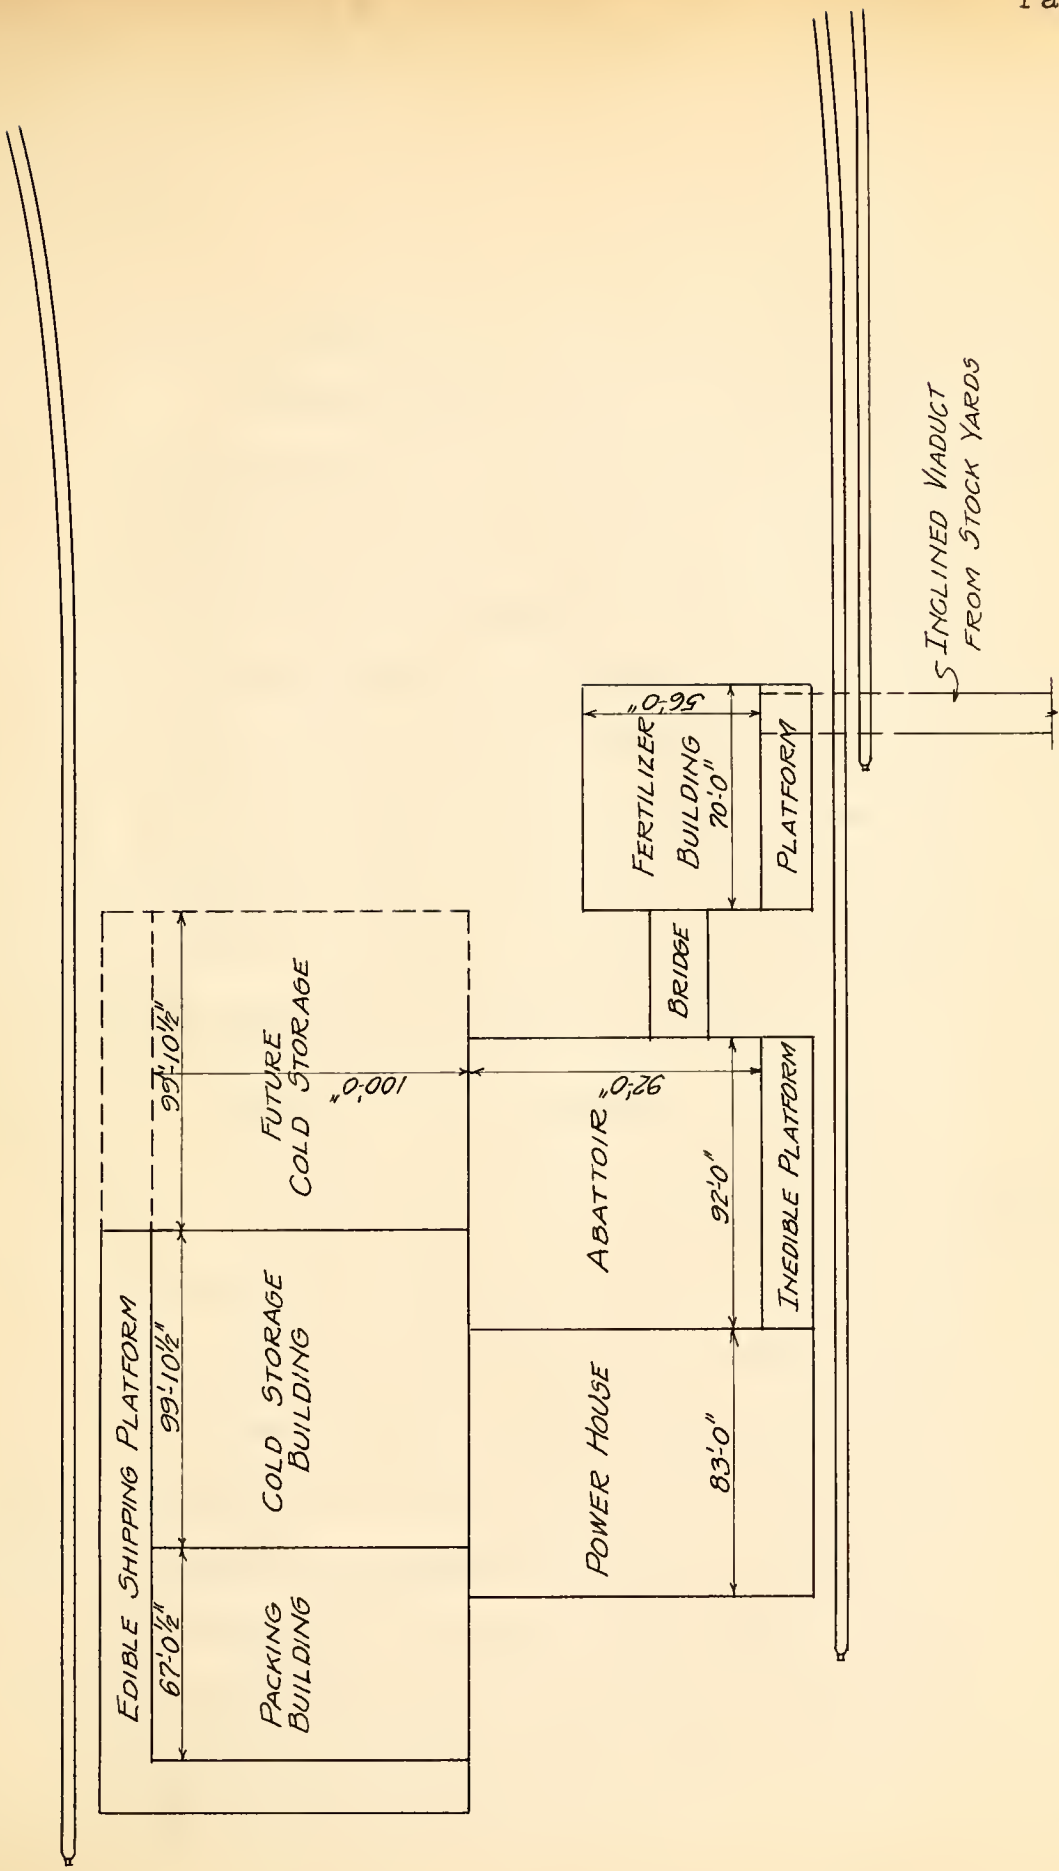 Pa
EDIBLE SHIPPING PLATFORM
67'-0½"
99'-10½"
99'-10½"
PACKING
BUILDING
COLD STORAGE
BUILDING
FUTURE
COLD STORAGE
100'-0"
POWER HOUSE
83'-0"
ABATTOIR
92'-0"
92'-0"
INEDIBLE PLATFORM
BRIDGE
FERTILIZER
BUILDING
70'-0"
56'-0"
PLATFORM
INCLINED VIADUCT
FROM STOCK YARDS